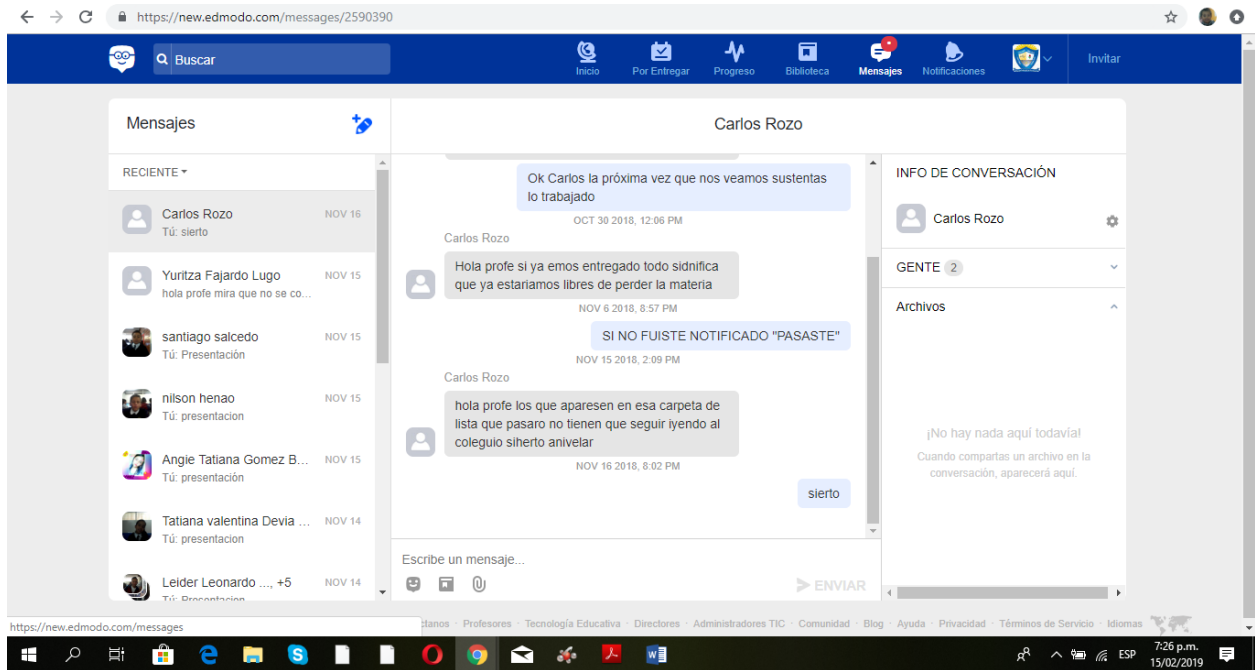 https://new.edmodo.com/messages/2590390
Buscar
Inicio
Por Entregar
Progreso
Biblioteca
Mensajes
Notificaciones
Invitar
Mensajes
RECIENTE
Carlos Rozo NOV 16
Tú: sierto
Yuritza Fajardo Lugo NOV 15
hola profe mira que no se co...
santiago salcedo NOV 15
Tú: Presentación
nilson henao NOV 15
Tú: presentacion
Angie Tatiana Gomez B... NOV 15
Tú: presentación
Tatiana valentina Devia ... NOV 14
Tú: presentacion
Leider Leonardo ..., +5 NOV 14
Tú: Presentacion
Carlos Rozo
Ok Carlos la próxima vez que nos veamos sustentas
lo trabajado
OCT 30 2018, 12:06 PM
Carlos Rozo
Hola profe si ya emos entregado todo sidnifica
que ya estariamos libres de perder la materia
NOV 6 2018, 8:57 PM
SI NO FUISTE NOTIFICADO "PASASTE"
NOV 15 2018, 2:09 PM
Carlos Rozo
hola profe los que aparesen en esa carpeta de
lista que pasaro no tienen que seguir iyendo al
coleguio siherto anivelar
NOV 16 2018, 8:02 PM
sierto
Escribe un mensaje...
ENVIAR
INFO DE CONVERSACIÓN
Carlos Rozo
GENTE 2
Archivos
¡No hay nada aquí todavía!
Cuando compartas un archivo en la
conversación, aparecerá aquí.
https://new.edmodo.com/messages
ctanos · Profesores · Tecnología Educativa · Directores · Administradores TIC · Comunidad · Blog · Ayuda · Privacidad · Términos de Servicio · Idiomas
ESP
7:26 p.m.
15/02/2019